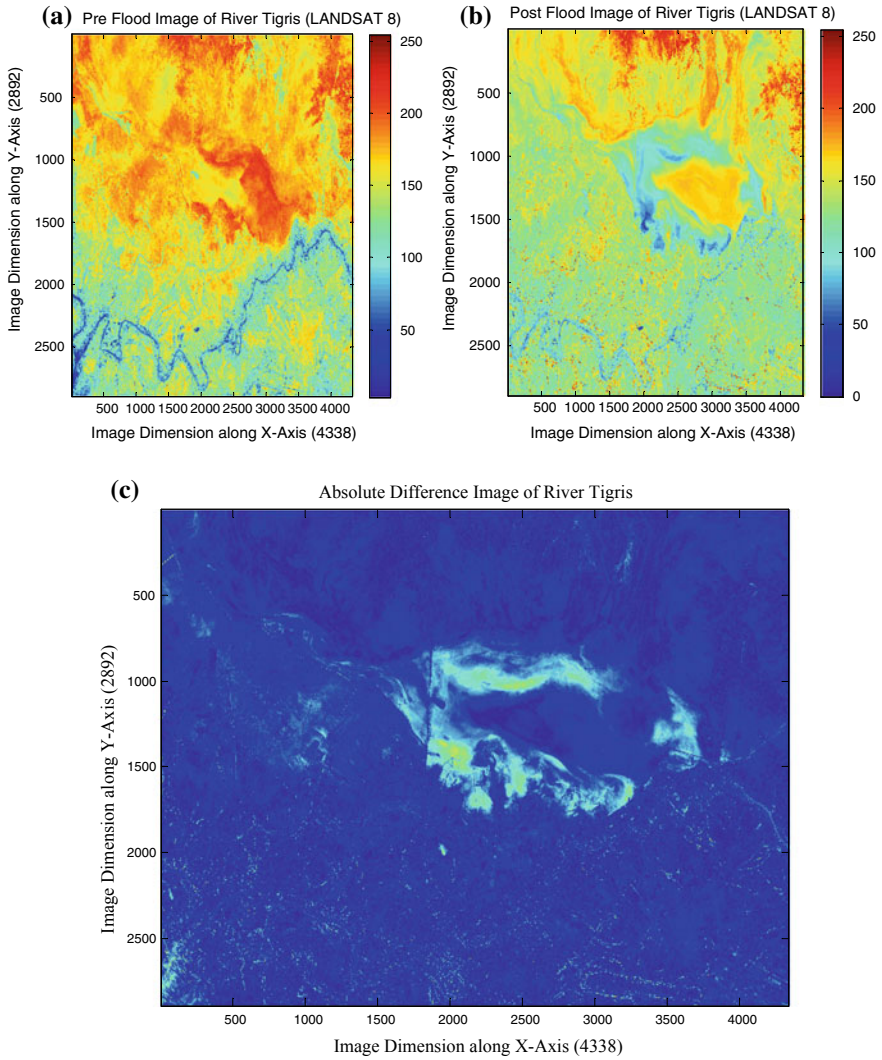 (a)
Pre Flood Image of River Tigris (LANDSAT 8)
Image Dimension along Y-Axis (2892)
500
1000
1500
2000
2500
500 1000 1500 2000 2500 3000 3500 4000
Image Dimension along X-Axis (4338)
250
200
150
100
50
(b)
Post Flood Image of River Tigris (LANDSAT 8)
Image Dimension along Y-Axis (2892)
500
1000
1500
2000
2500
500 1000 1500 2000 2500 3000 3500 4000
Image Dimension along X-Axis (4338)
250
200
150
100
50
0
(c)
Absolute Difference Image of River Tigris
Image Dimension along Y-Axis (2892)
500
1000
1500
2000
2500
500 1000 1500 2000 2500 3000 3500 4000
Image Dimension along X-Axis (4338)